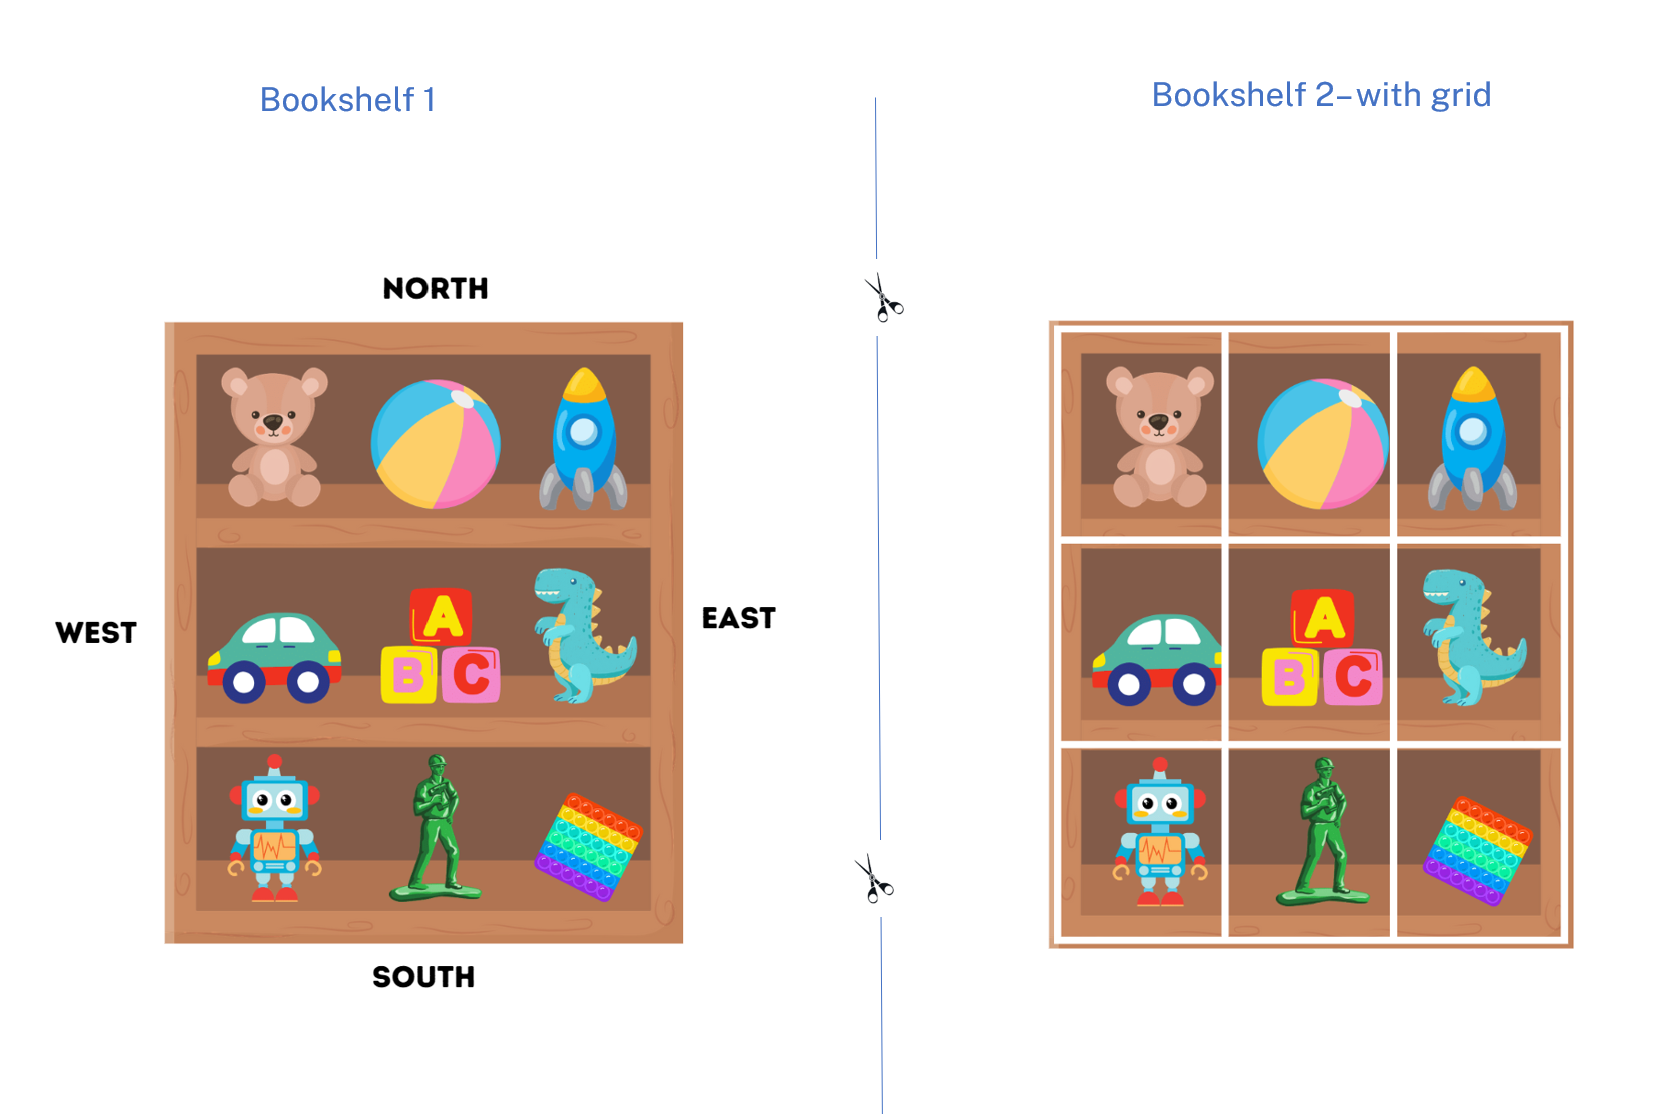 Bookshelf 1
Bookshelf 2–with grid
NORTH
WEST
EAST
A
B C
A
B C
SOUTH